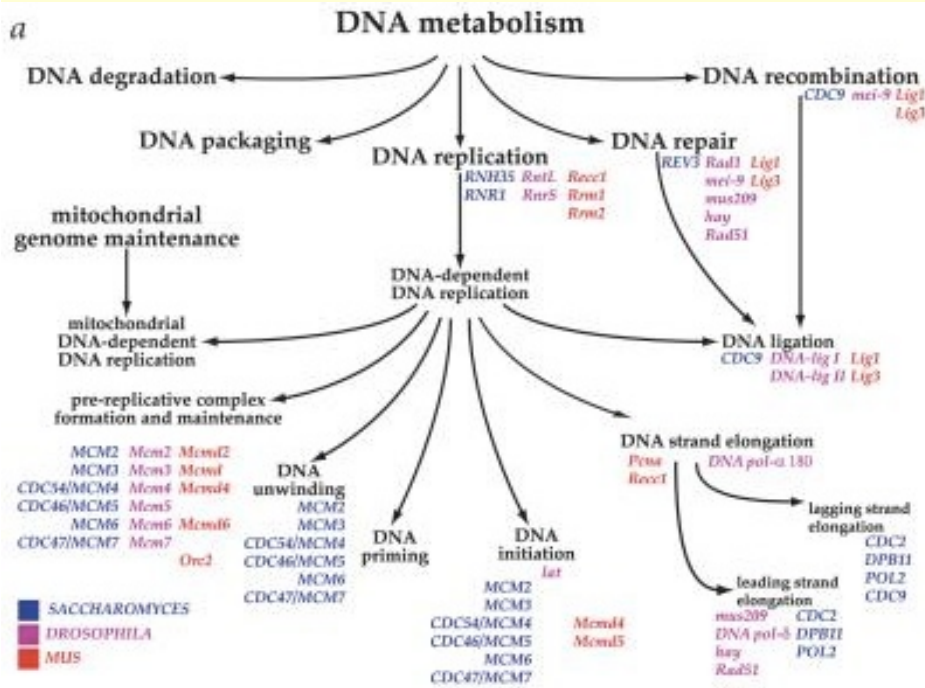 a
DNA metabolism
DNA degradation
DNA recombination
CDC9 mei-9 Lig1
Lig3
DNA packaging
DNA repair
REV3 Rad1 Lig1
mei-9 Lig3
mus209
hay
Rad51
DNA replication
RNH35 RntL Recc1
RNR1 RnrS Rrm1
Rrm2
mitochondrial
genome maintenance
DNA-dependent
DNA replication
mitochondrial
DNA-dependent
DNA replication
DNA ligation
CDC9 DNA-lig I Lig1
DNA-lig II Lig3
pre-replicative complex
formation and maintenance
MCM2 Mcm2 Mcmd2
MCM3 Mcm3 Mcmd
CDC54/MCM4 Mcm4 Mcmd4
CDC46/MCM5 Mcm5
MCM6 Mcm6 Mcmd6
CDC47/MCM7 Mcm7
Orc2
DNA
unwinding
MCM2
MCM3
CDC54/MCM4
CDC46/MCM5
MCM6
CDC47/MCM7
DNA
priming
DNA
initiation
lat
MCM2
MCM3
CDC54/MCM4 Mcmd4
CDC46/MCM5 Mcmd5
MCM6
CDC47/MCM7
DNA strand elongation
Pcna DNA pol-α 180
Recc1
lagging strand
elongation
CDC2
DPB11
POL2
CDC9
leading strand
elongation
mus209 CDC2
DNA pol-δ DPB11
hay POL2
Rad51
SACCHAROMYCES
DROSOPHILA
MUS